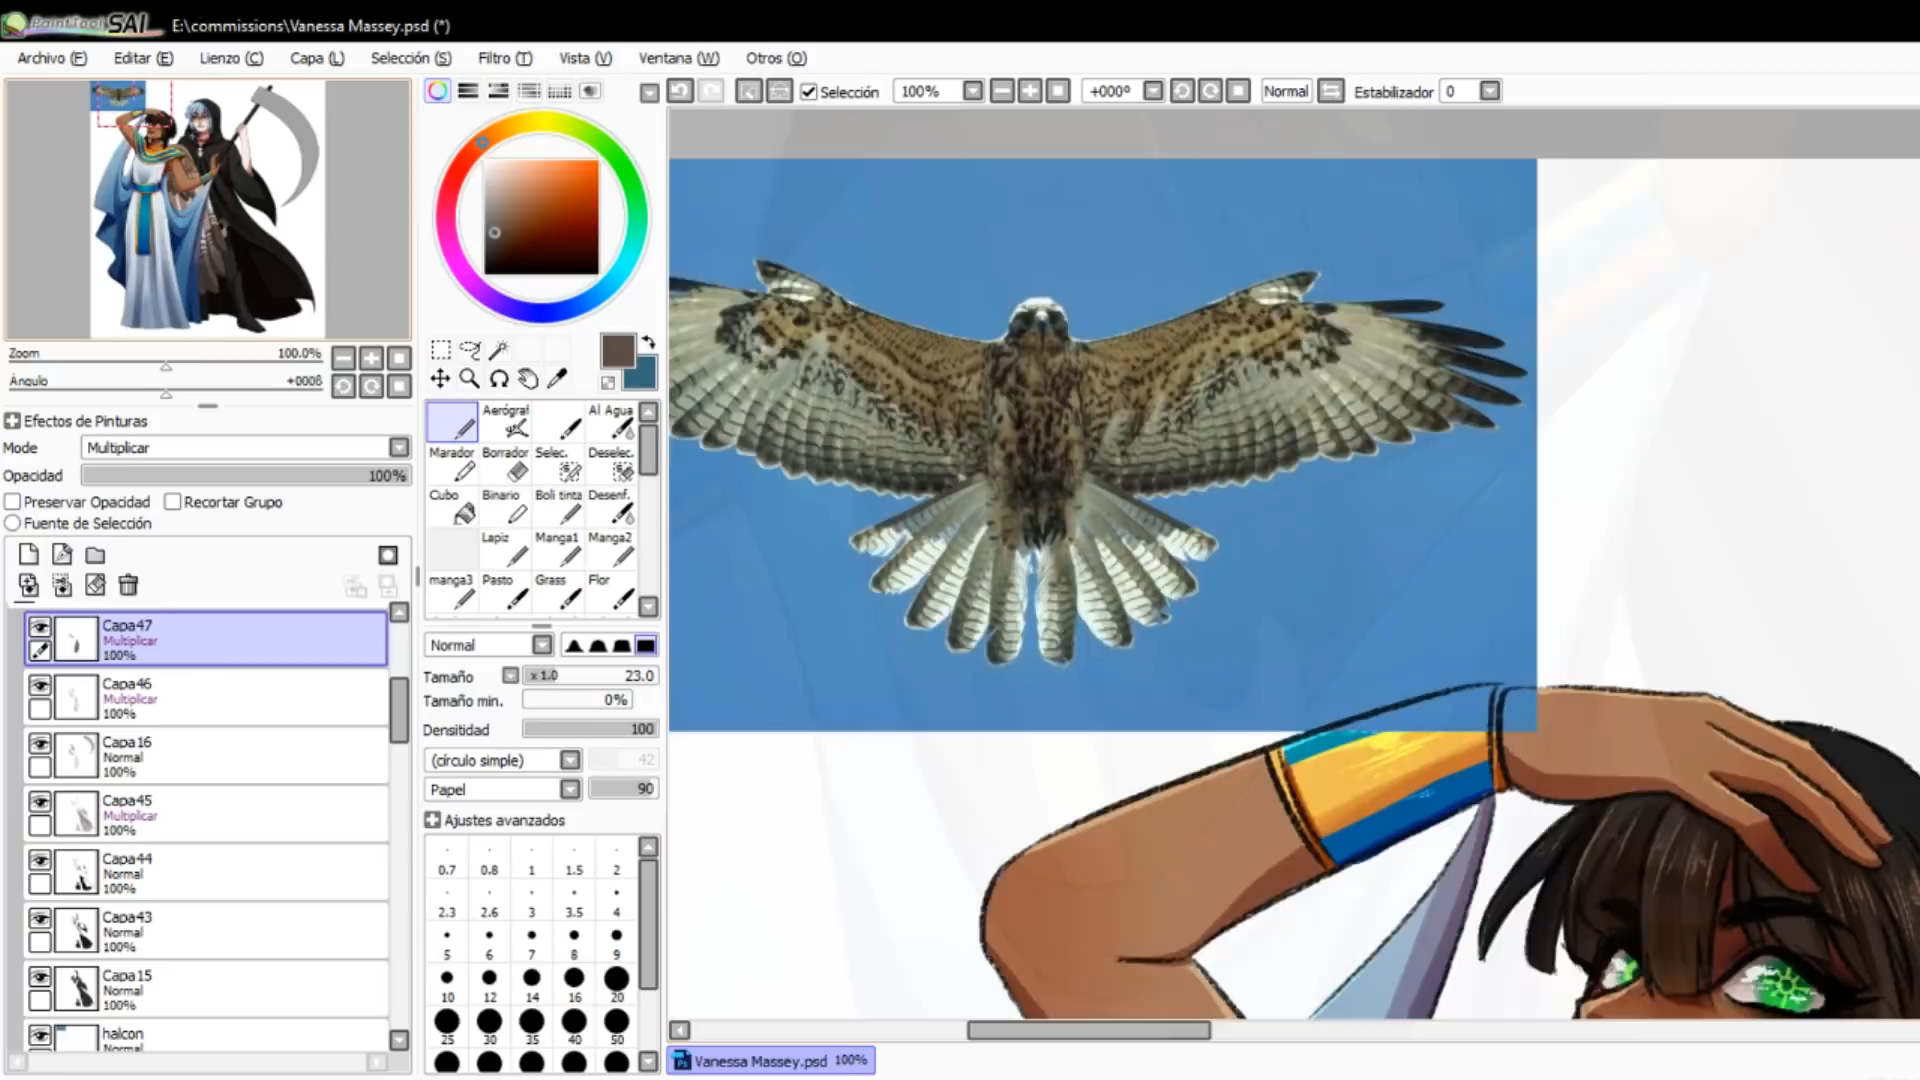 PaintTool SAI E:\commissions\Vanessa Massey.psd (*)
Archivo (F) Editar (E) Lienzo (C) Capa (L) Selección (S) Filtro (T) Vista (V) Ventana (W) Otros (O)
Selección 100% +000º Normal Estabilizador 0
Zoom 100.0%
Ángulo +000ß
Efectos de Pinturas
Mode Multiplicar
Opacidad 100%
Preservar Opacidad Recortar Grupo
Fuente de Selección
Capa47
Multiplicar
100%
Capa46
Multiplicar
100%
Capa16
Normal
100%
Capa45
Multiplicar
100%
Capa44
Normal
100%
Capa43
Normal
100%
Capa15
Normal
100%
halcon
Normal
Aerógraf Al Agua
Marador Borrador Selec. Deselec.
Cubo Binario Boli tinta Desenf.
Lapiz Manga1 Manga2
manga3 Pasto Grass Flor
Normal
Tamaño x 1.0 23.0
Tamaño min. 0%
Densitidad 100
(círculo simple) 42
Papel 90
Ajustes avanzados
0.7 0.8 1 1.5 2
2.3 2.6 3 3.5 4
5 6 7 8 9
10 12 14 16 20
25 30 35 40 50
Vanessa Massey.psd 100%